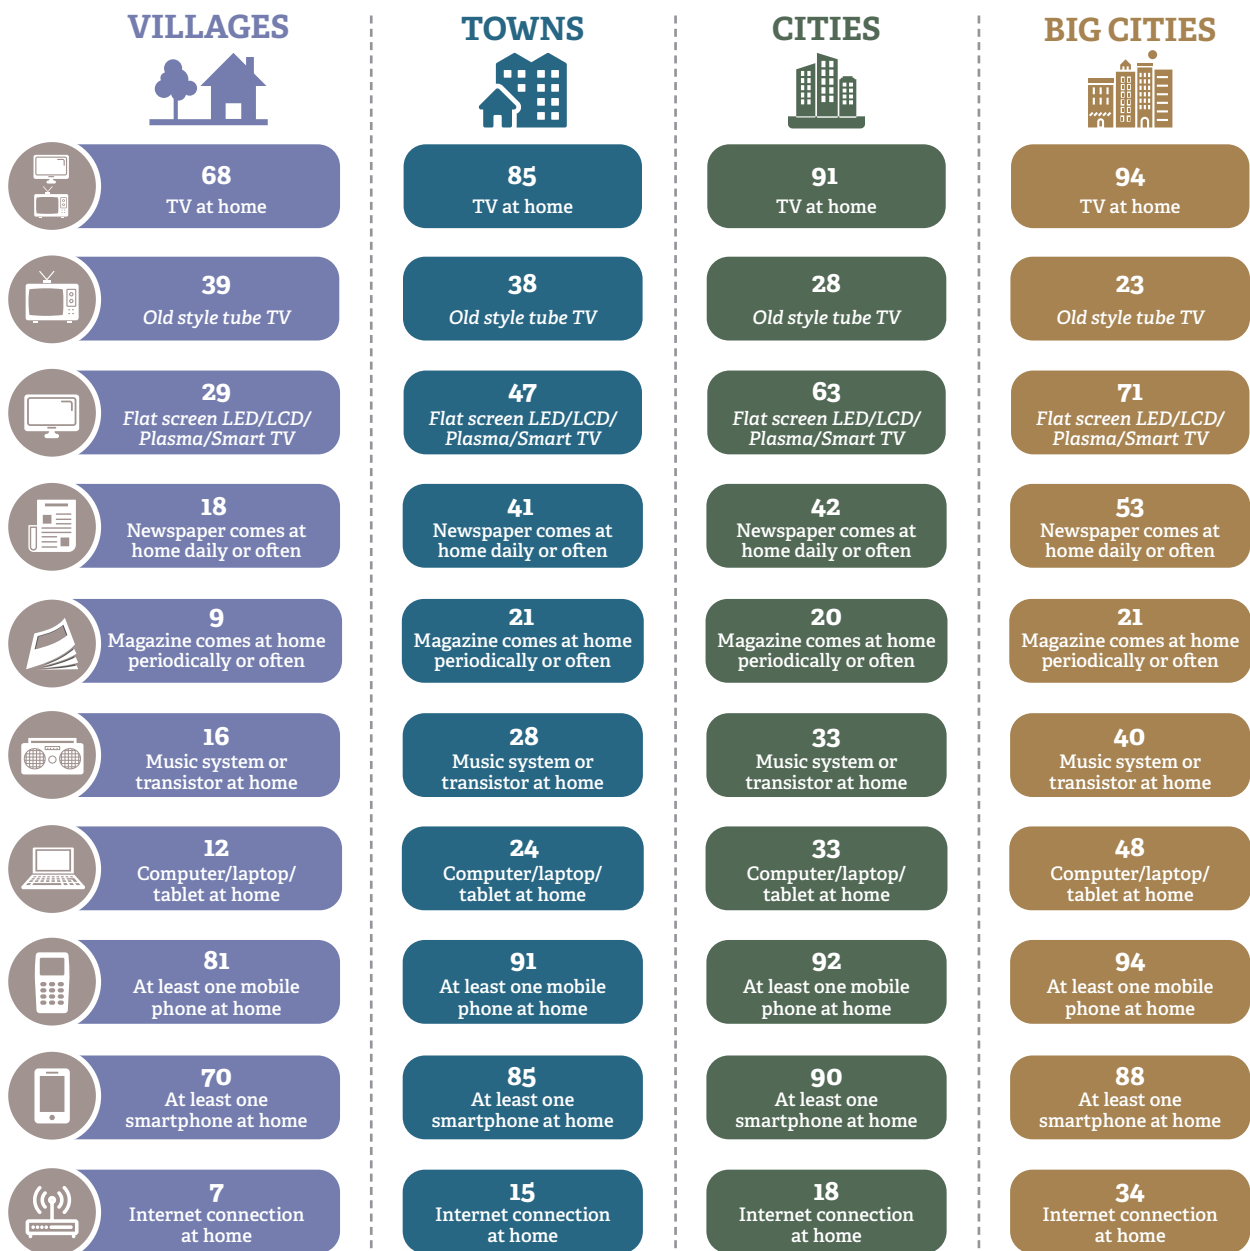 VILLAGES
TOWNS
CITIES
BIG CITIES
68
TV at home
85
TV at home
91
TV at home
94
TV at home
39
Old style tube TV
38
Old style tube TV
28
Old style tube TV
23
Old style tube TV
29
Flat screen LED/LCD/
Plasma/Smart TV
47
Flat screen LED/LCD/
Plasma/Smart TV
63
Flat screen LED/LCD/
Plasma/Smart TV
71
Flat screen LED/LCD/
Plasma/Smart TV
18
Newspaper comes at
home daily or often
41
Newspaper comes at
home daily or often
42
Newspaper comes at
home daily or often
53
Newspaper comes at
home daily or often
9
Magazine comes at home
periodically or often
21
Magazine comes at home
periodically or often
20
Magazine comes at home
periodically or often
21
Magazine comes at home
periodically or often
16
Music system or
transistor at home
28
Music system or
transistor at home
33
Music system or
transistor at home
40
Music system or
transistor at home
12
Computer/laptop/
tablet at home
24
Computer/laptop/
tablet at home
33
Computer/laptop/
tablet at home
48
Computer/laptop/
tablet at home
81
At least one mobile
phone at home
91
At least one mobile
phone at home
92
At least one mobile
phone at home
94
At least one mobile
phone at home
70
At least one
smartphone at home
85
At least one
smartphone at home
90
At least one
smartphone at home
88
At least one
smartphone at home
7
Internet connection
at home
15
Internet connection
at home
18
Internet connection
at home
34
Internet connection
at home